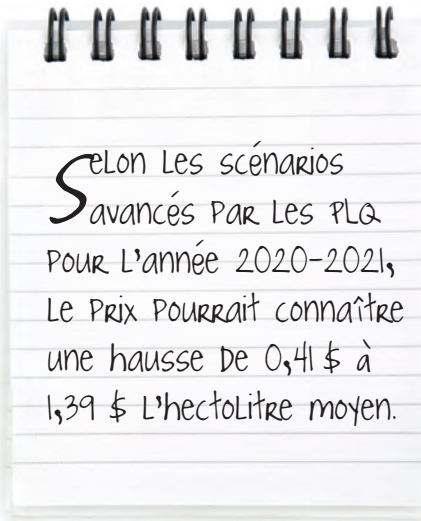 Selon les scénarios
avancés par les PLQ
pour l'année 2020-2021,
le prix pourrait connaître
une hausse de 0,41 $ à
1,39 $ l'hectolitre moyen.